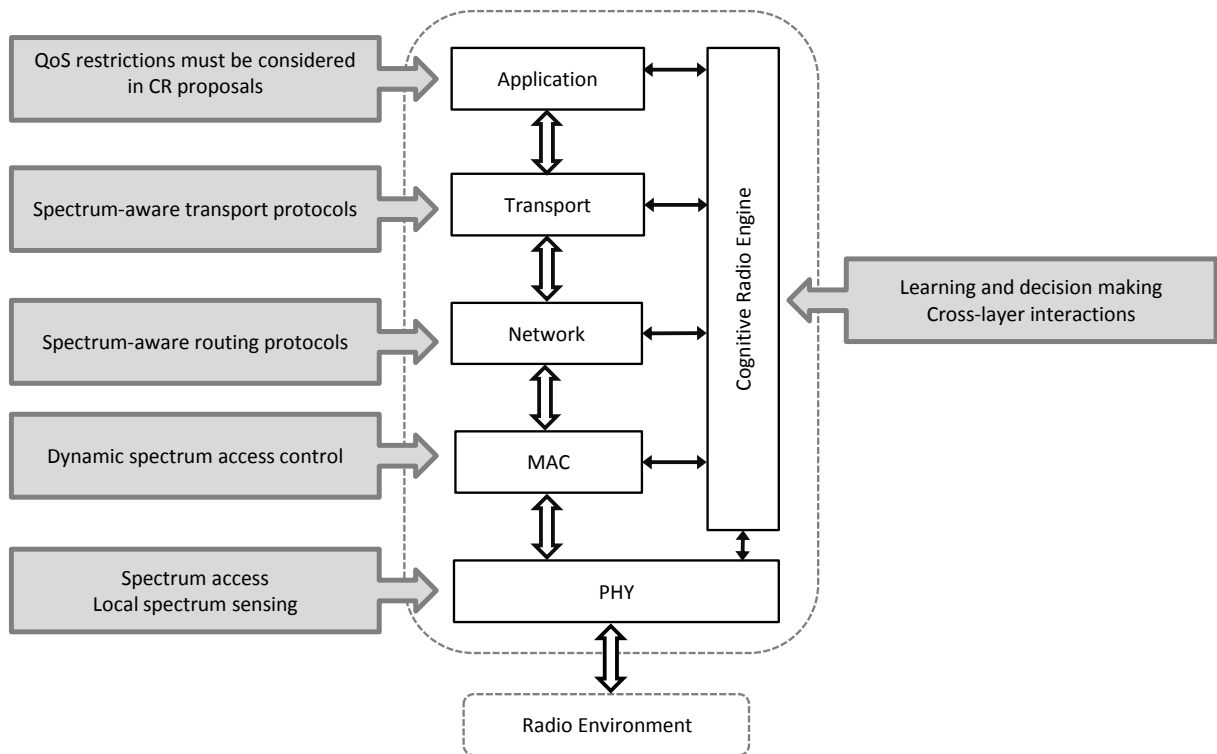 QoS restrictions must be considered
in CR proposals
Application
Spectrum-aware transport protocols
Transport
Cognitive Radio Engine
Learning and decision making
Cross-layer interactions
Spectrum-aware routing protocols
Network
Dynamic spectrum access control
MAC
Spectrum access
Local spectrum sensing
PHY
Radio Environment